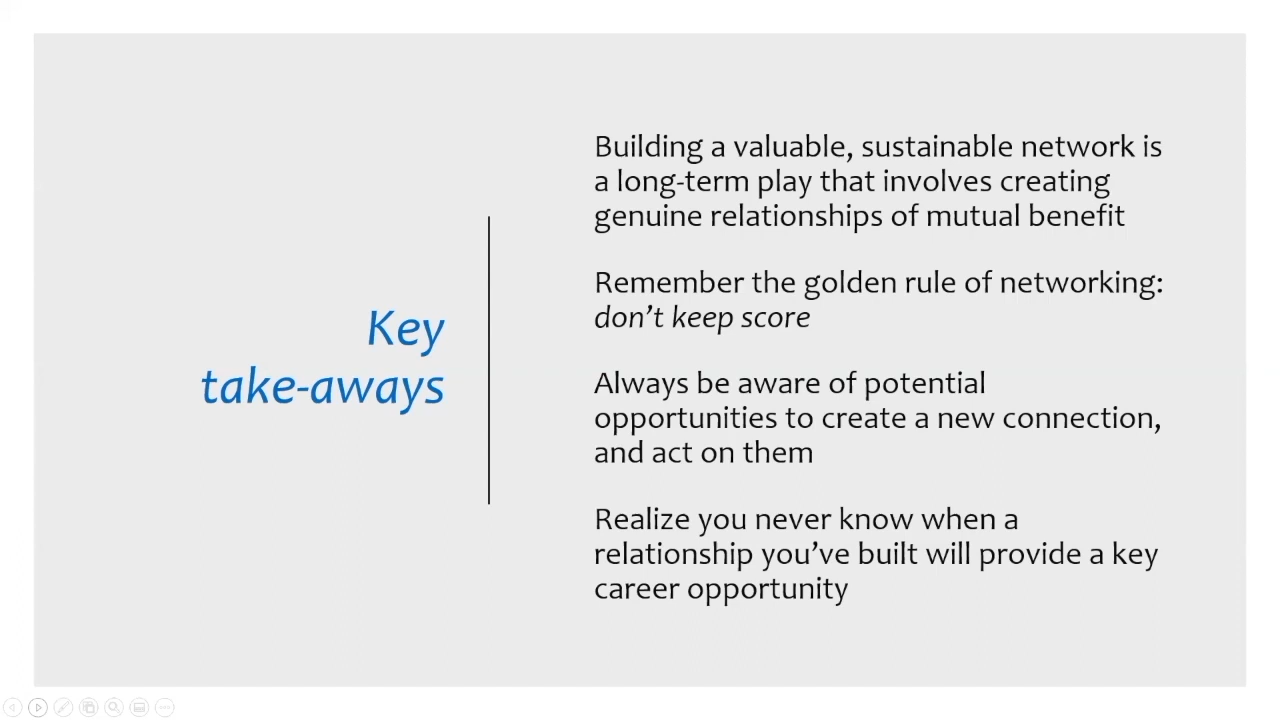 Key
take-aways
Building a valuable, sustainable network is
a long-term play that involves creating
genuine relationships of mutual benefit
Remember the golden rule of networking:
don’t keep score
Always be aware of potential
opportunities to create a new connection,
and act on them
Realize you never know when a
relationship you’ve built will provide a key
career opportunity